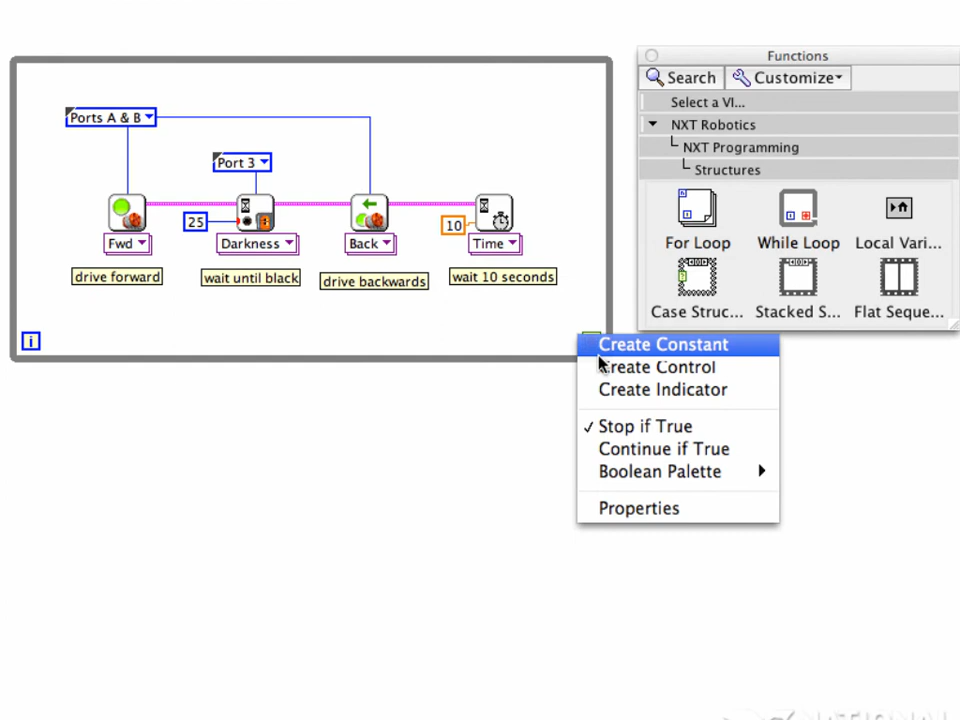 Functions
Search
Customize
Select a VI...
NXT Robotics
NXT Programming
Structures
For Loop
While Loop
Local Vari...
Case Struc...
Stacked S...
Flat Seque...
Ports A & B
Port 3
25
10
Fwd
Darkness
Back
Time
drive forward
wait until black
drive backwards
wait 10 seconds
i
Create Constant
Create Control
Create Indicator
✓ Stop if True
Continue if True
Boolean Palette
Properties